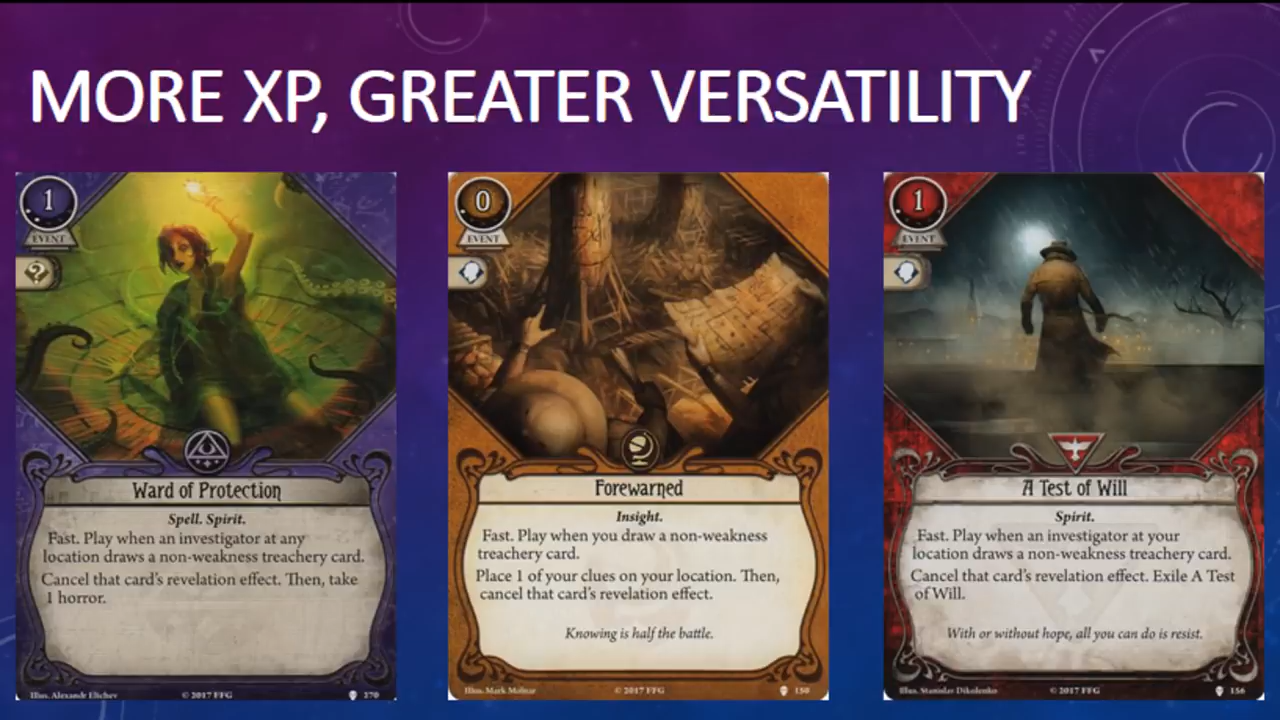 MORE XP, GREATER VERSATILITY
1
EVENT
?
Ward of Protection
Spell. Spirit.
Fast. Play when an investigator at any
location draws a non-weakness treachery card.
Cancel that card's revelation effect. Then, take
1 horror.
Illus. Alexandr Elichev
© 2017 FFG
270
0
EVENT
Forewarned
Insight.
Fast. Play when you draw a non-weakness
treachery card.
Place 1 of your clues on your location. Then,
cancel that card's revelation effect.
Knowing is half the battle.
Illus. Mark Molnar
© 2017 FFG
150
1
EVENT
A Test of Will
Spirit.
Fast. Play when an investigator at your
location draws a non-weakness treachery card.
Cancel that card's revelation effect. Exile A Test
of Will.
With or without hope, all you can do is resist.
Illus. Stanislav Dikolenko
© 2017 FFG
156